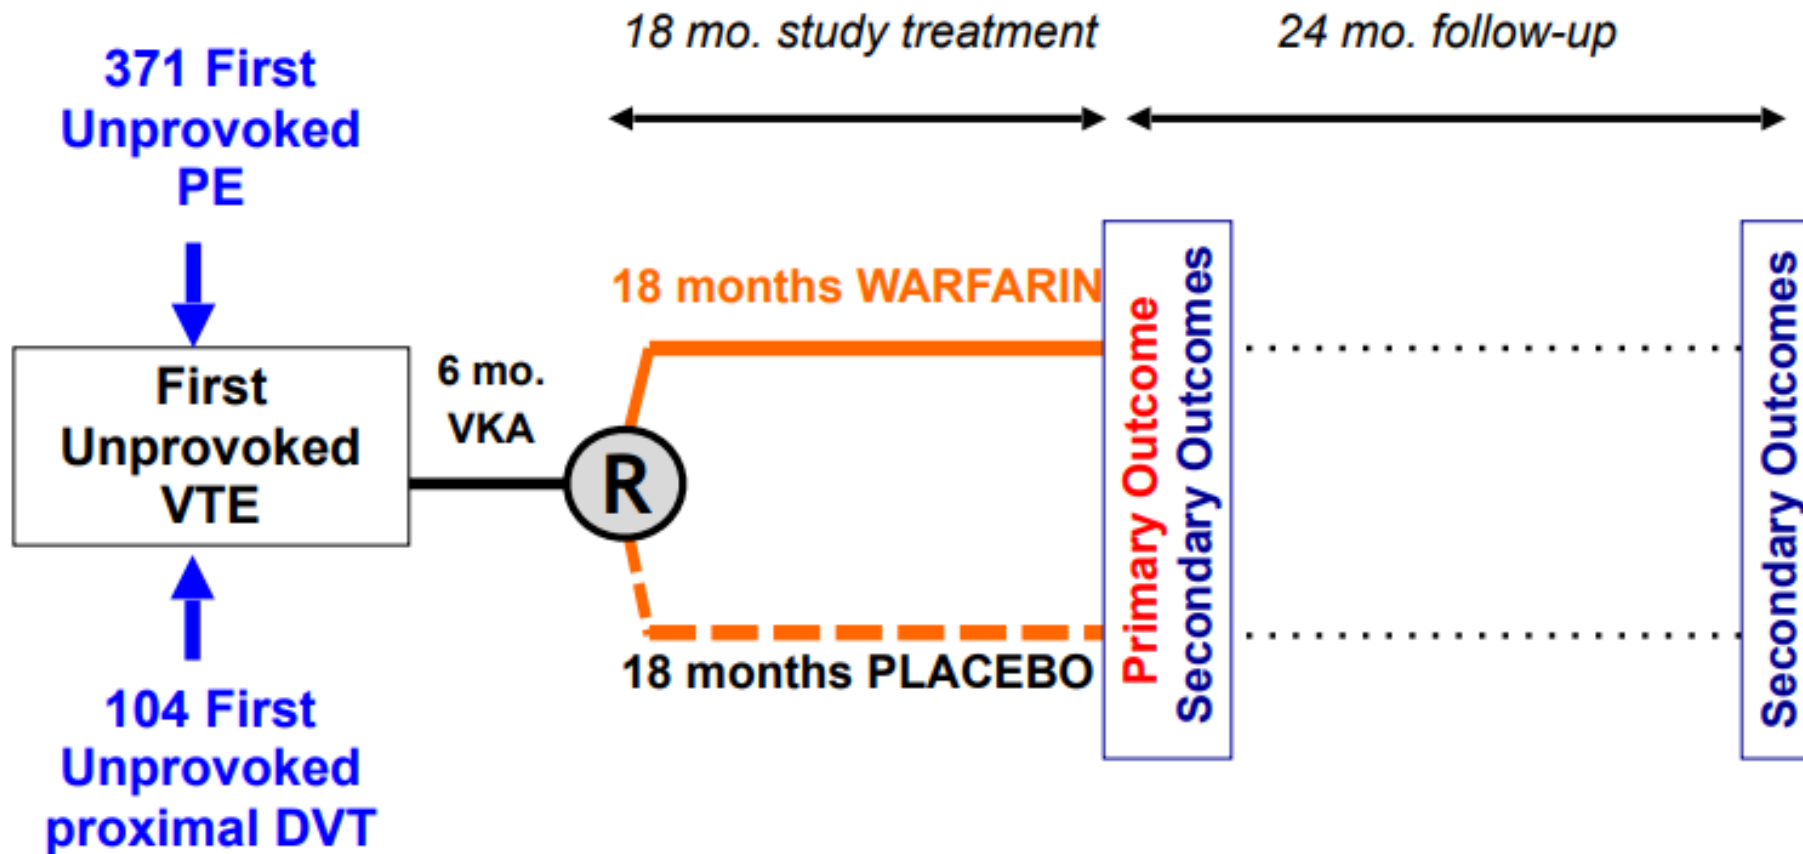 18 mo. study treatment
24 mo. follow-up
371 First
Unprovoked
PE
First
Unprovoked
VTE
104 First
Unprovoked
proximal DVT
6 mo.
VKA
R
18 months WARFARIN
18 months PLACEBO
Primary Outcome
Secondary Outcomes
Secondary Outcomes